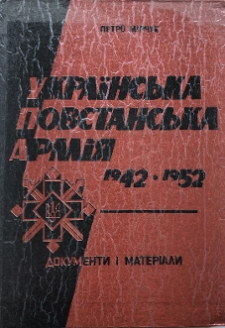 ПЕТРО МІРЧУК
УКРАЇНСЬКА
ПОВСТАНСЬКА
АРМІЯ
1942 · 1952
ДОКУМЕНТИ І МАТЕРІАЛИ